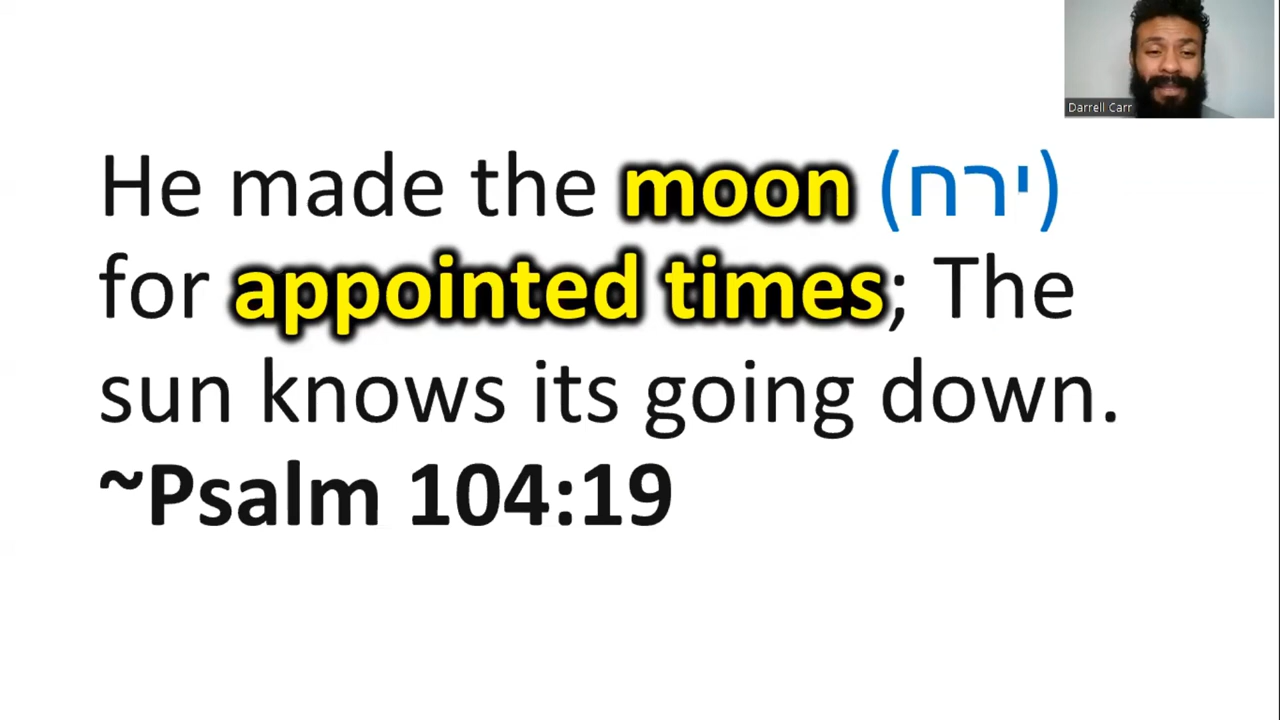 Darrell Carr
He made the moon (ירח)
for appointed times; The
sun knows its going down.
~Psalm 104:19